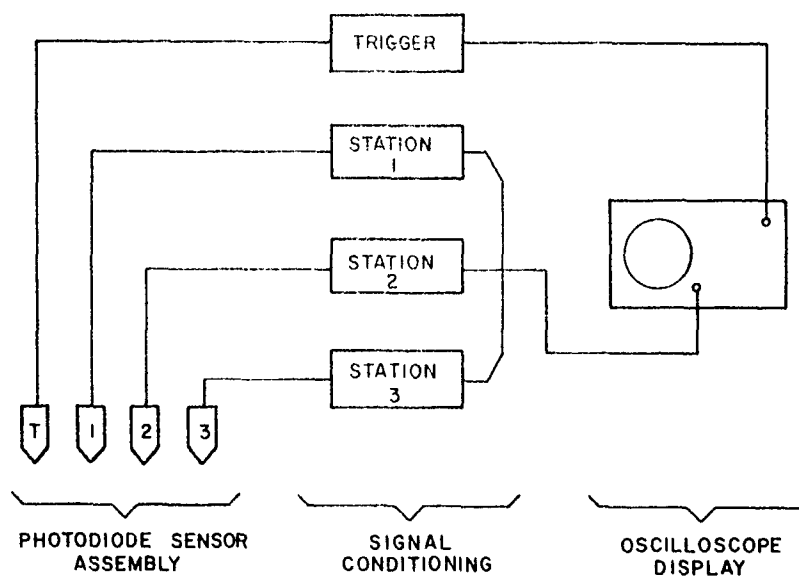 TRIGGER
STATION
1
STATION
2
STATION
3
T
1
2
3
PHOTODIODE SENSOR
ASSEMBLY
SIGNAL
CONDITIONING
OSCILLOSCOPE
DISPLAY